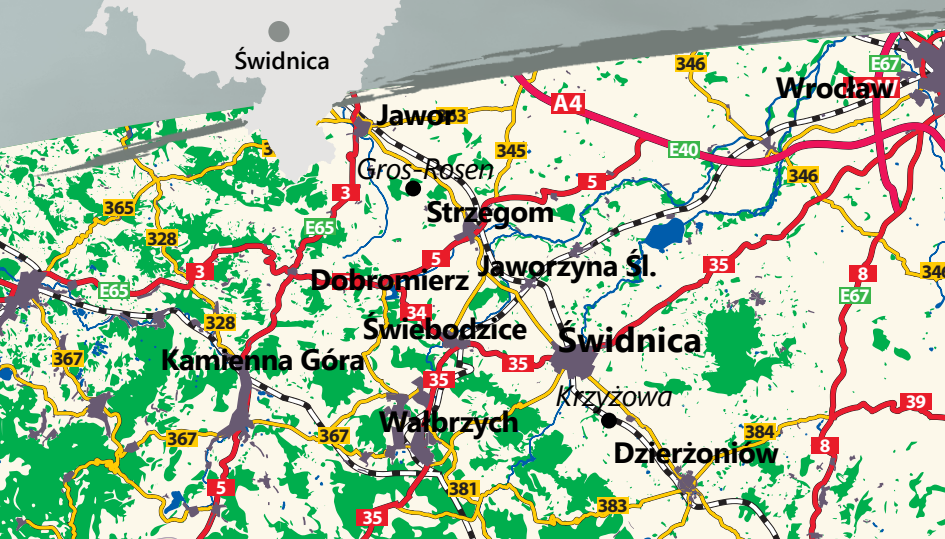 Świdnica
346
E67
Wrocław
A4
Jawor
363
345
E40
Gros-Rosen
5
346
3
365
Strzegom
E65
328
5
Jaworzyna Śl.
35
3
8
346
Dobromierz
E65
E67
34
328
Świebodzice
Świdnica
367
Kamienna Góra
35
35
Krzyżowa
39
Wałbrzych
367
367
384
8
Dzierżoniów
5
381
383
35